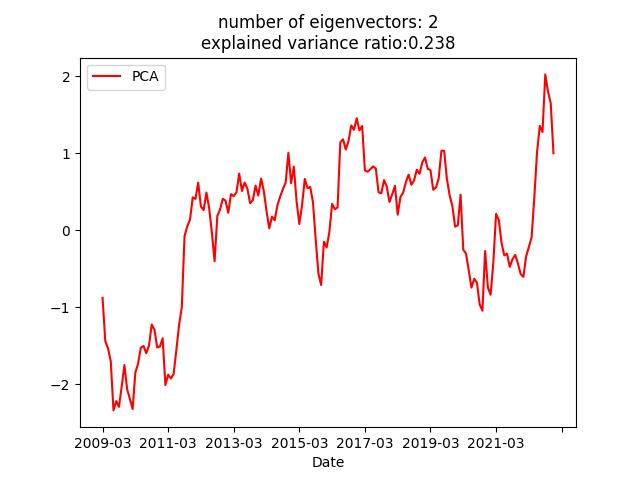 number of eigenvectors: 2
explained variance ratio:0.238
PCA
2
1
0
−1
−2
2009-03 2011-03 2013-03 2015-03 2017-03 2019-03 2021-03
Date